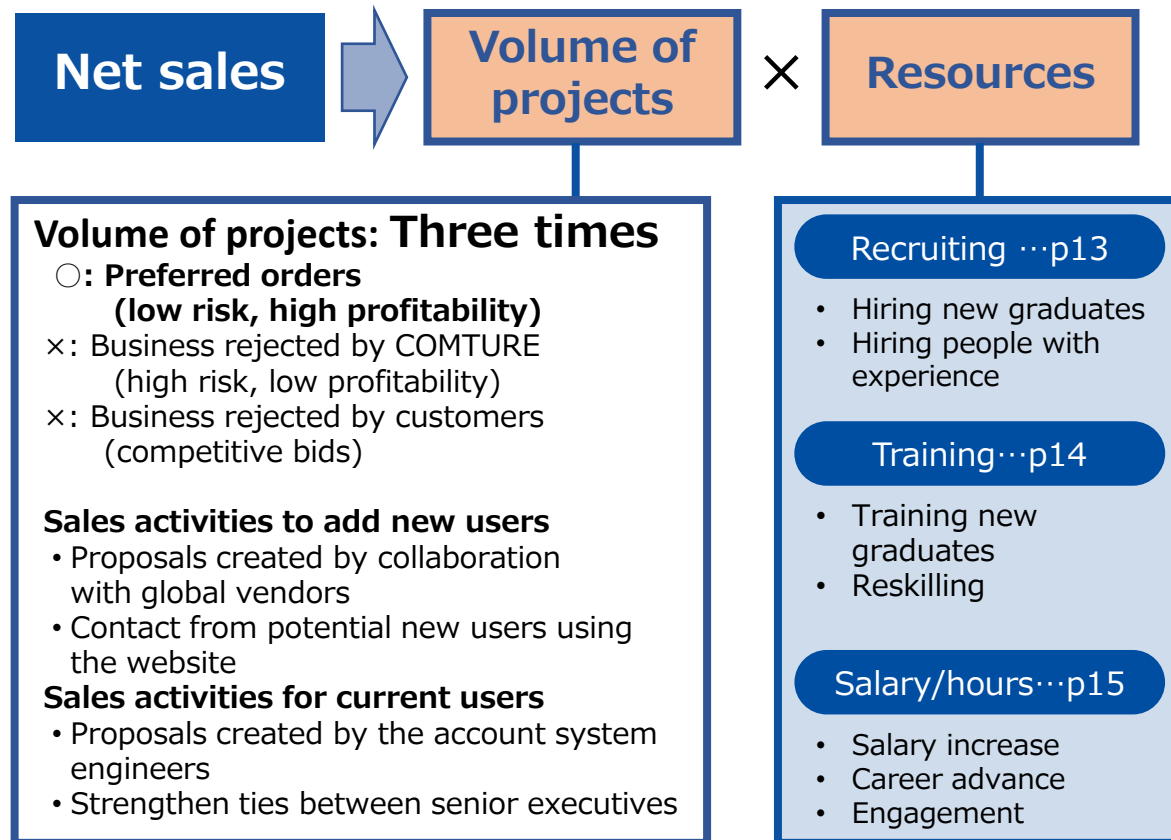 Net sales
Volume of
projects
×
Resources
Volume of projects: Three times
○: Preferred orders
(low risk, high profitability)
×: Business rejected by COMTURE
(high risk, low profitability)
×: Business rejected by customers
(competitive bids)
Sales activities to add new users
• Proposals created by collaboration
with global vendors
• Contact from potential new users using
the website
Sales activities for current users
• Proposals created by the account system
engineers
• Strengthen ties between senior executives
Recruiting …p13
• Hiring new graduates
• Hiring people with
experience
Training…p14
• Training new
graduates
• Reskilling
Salary/hours…p15
• Salary increase
• Career advance
• Engagement